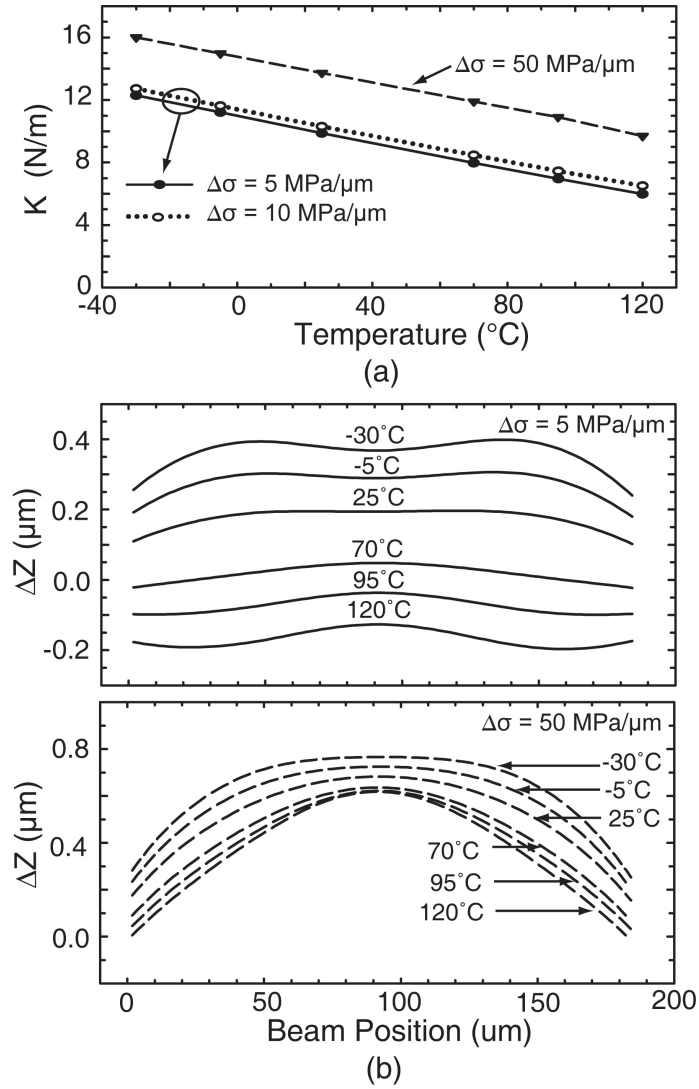 16
12
8
4
0
K (N/m)
Δσ = 50 MPa/µm
Δσ = 5 MPa/µm
Δσ = 10 MPa/µm
-40 0 40 80 120
Temperature (°C)
(a)
Δσ = 5 MPa/µm
0.4
0.2
0.0
-0.2
ΔZ (µm)
-30°C
-5°C
25°C
70°C
95°C
120°C
Δσ = 50 MPa/µm
0.8
0.4
0.0
ΔZ (µm)
-30°C
-5°C
25°C
70°C
95°C
120°C
0 50 100 150 200
Beam Position (um)
(b)